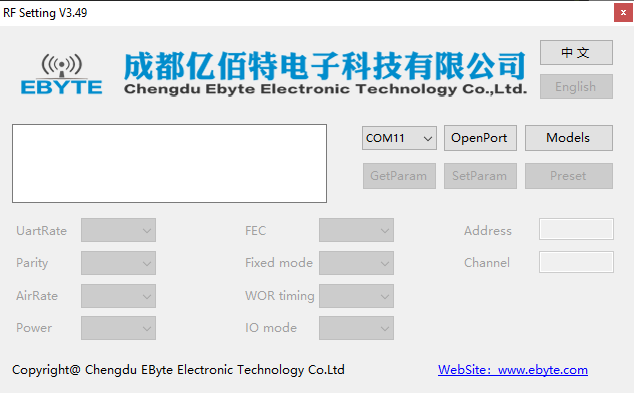 RF Setting V3.49
x
中 文
EBYTE
成都亿佰特电子科技有限公司
Chengdu Ebyte Electronic Technology Co.,Ltd.
English
COM11
OpenPort
Models
GetParam
SetParam
Preset
UartRate
FEC
Address
Parity
Fixed mode
Channel
AirRate
WOR timing
Power
IO mode
Copyright@ Chengdu EByte Electronic Technology Co.Ltd
WebSite：www.ebyte.com